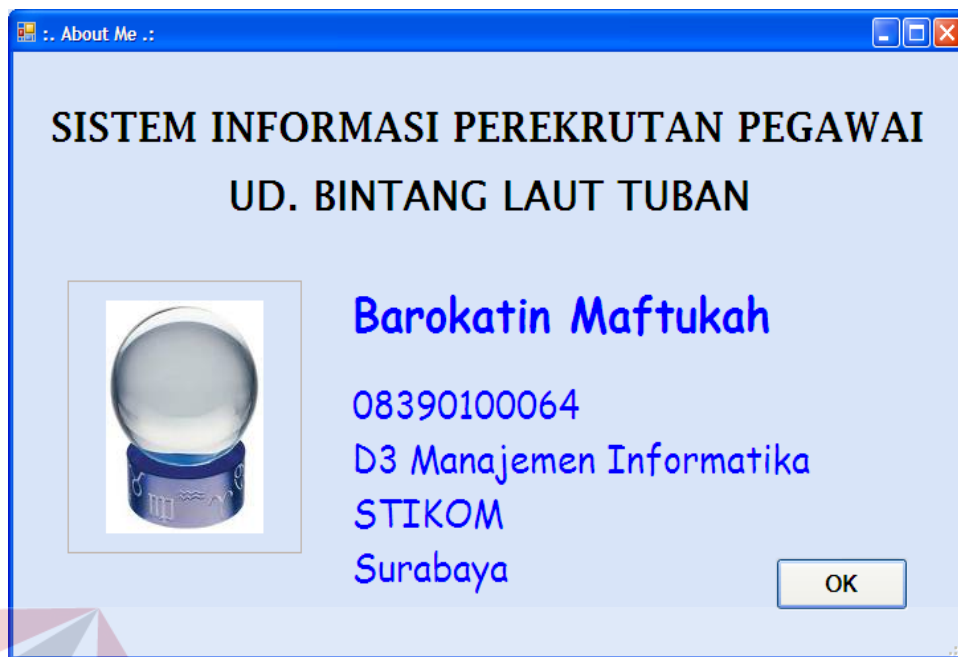 :. About Me .:
SISTEM INFORMASI PEREKRUTAN PEGAWAI
UD. BINTANG LAUT TUBAN
Barokatin Maftukah
08390100064
D3 Manajemen Informatika
STIKOM
Surabaya
OK